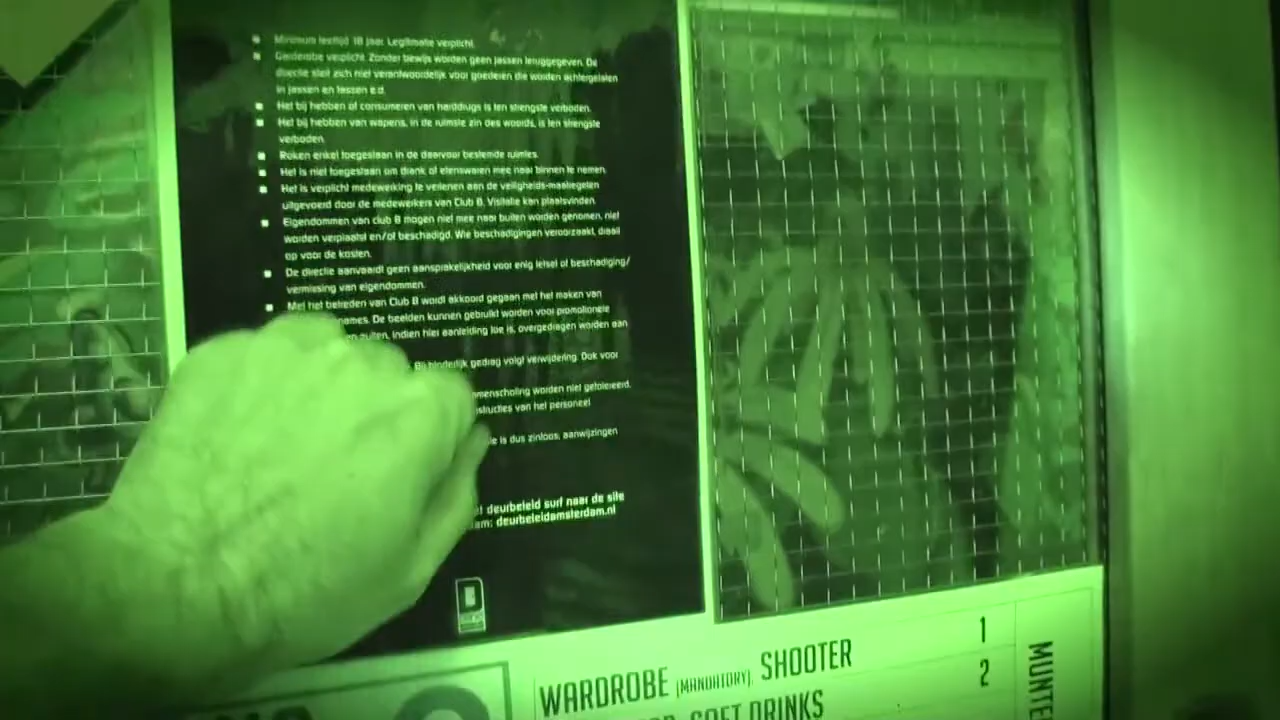 Minimum leeftijd 18 jaar. Legitimatie verplicht.
Garderobe verplicht. Zonder bewijs worden geen jassen teruggegeven. De
directie stelt zich niet verantwoordelijk voor goederen die worden achtergelaten
in jassen en tassen e.d.
Het bij hebben of consumeren van harddrugs is ten strengste verboden.
Het bij hebben van wapens, in de ruimste zin des woords, is ten strengste
verboden.
Roken enkel toegestaan in de daarvoor bestemde ruimtes.
Het is niet toegestaan om drank of etenswaren mee naar binnen te nemen.
Het is verplicht medewerking te verlenen aan de veiligheids-maatregelen
uitgevoerd door de medewerkers van Club B. Visitatie kan plaatsvinden.
Eigendommen van club B mogen niet mee naar buiten worden genomen, niet
worden verplaatst en/of beschadigd. Wie beschadigingen veroorzaakt, draait
op voor de kosten.
De directie aanvaardt geen aansprakelijkheid voor enig letsel of beschadiging/
vermissing van eigendommen.
Met het betreden van Club B wordt akkoord gegaan met het maken van
names. De beelden kunnen gebruikt worden voor promotionele
en zullen, indien hier aanleiding toe is, overgedragen worden aan
Bij hinderlijk gedrag volgt verwijdering. Ook voor
menscholing worden niet getolereerd.
structies van het personeel
ie is dus zinloos, aanwijzingen
deurbeleid surf naar de site
am: deurbeleidamsterdam.nl
WARDROBE (MANDATORY), SHOOTER 1
SOFT DRINKS 2
MUNTE